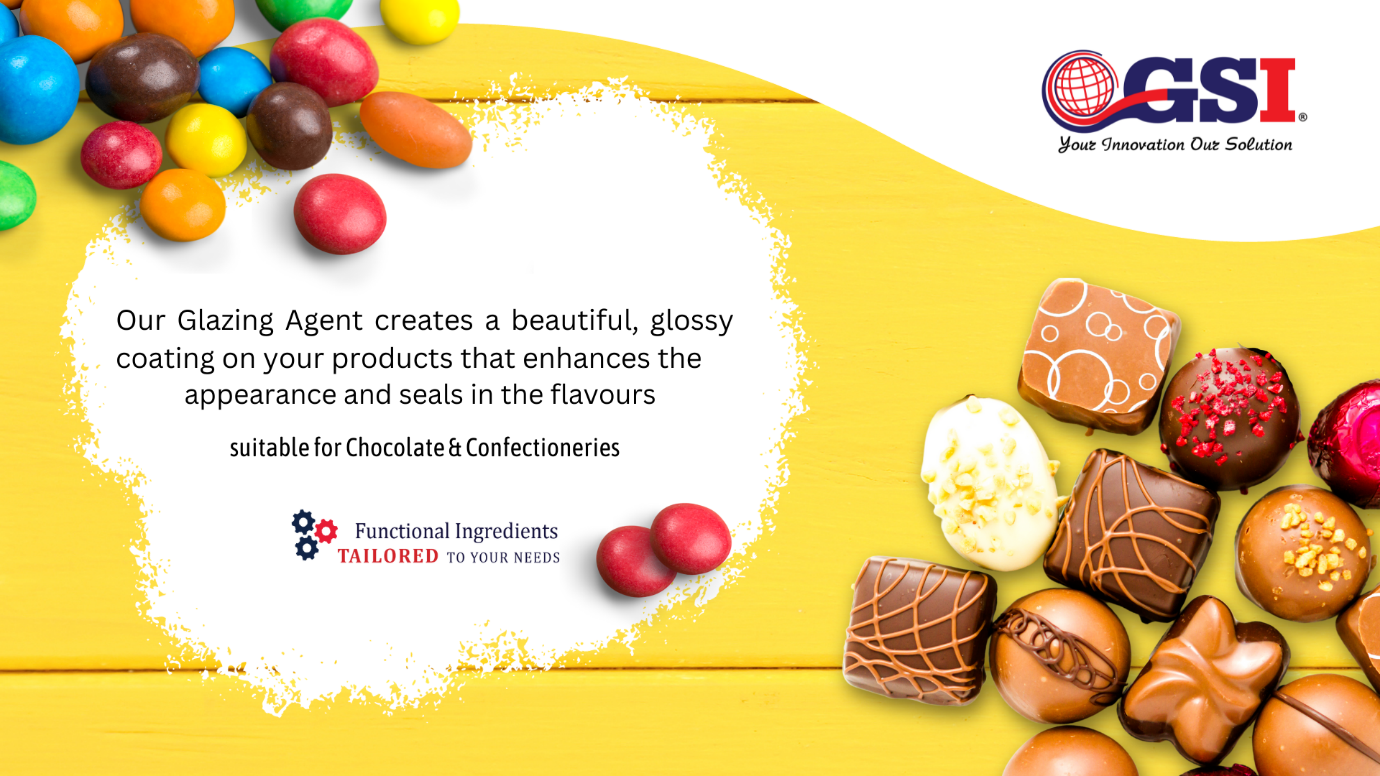 GSI®
Your Innovation Our Solution
Our Glazing Agent creates a beautiful, glossy
coating on your products that enhances the
appearance and seals in the flavours
suitable for Chocolate & Confectioneries
Functional Ingredients
TAILORED TO YOUR NEEDS